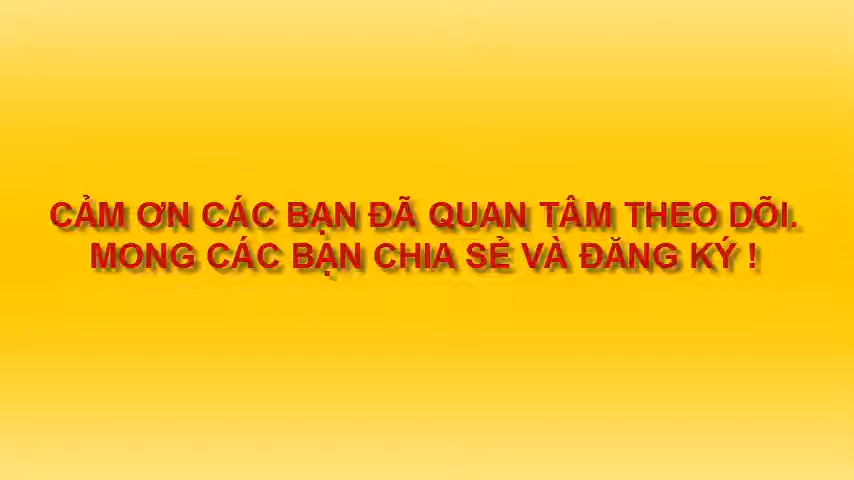 CẢM ƠN CÁC BẠN ĐÃ QUAN TÂM THEO DÕI.
MONG CÁC BẠN CHIA SẺ VÀ ĐĂNG KÝ !